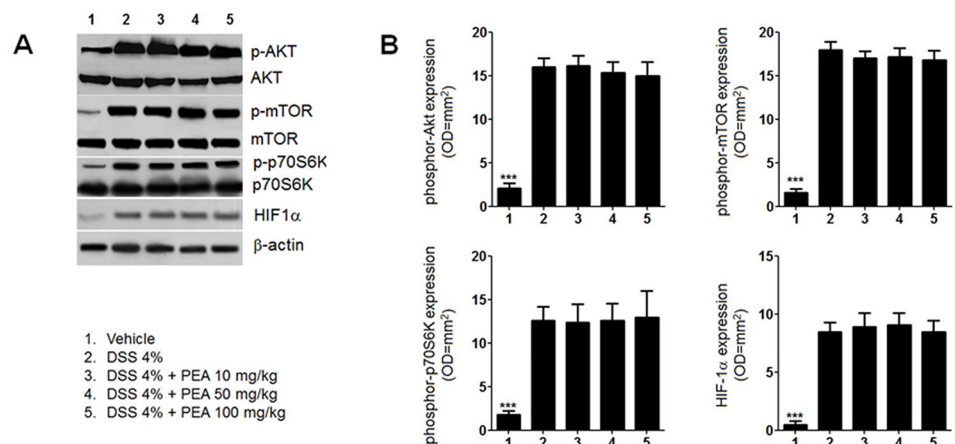 A
1 2 3 4 5
p-AKT
AKT
p-mTOR
mTOR
p-p70S6K
p70S6K
HIF1α
β-actin
1. Vehicle
2. DSS 4%
3. DSS 4% + PEA 10 mg/kg
4. DSS 4% + PEA 50 mg/kg
5. DSS 4% + PEA 100 mg/kg
B
phosphor-Akt expression
(OD=mm²)
20
15
10
5
0
***
1 2 3 4 5
phosphor-mTOR expression
(OD=mm²)
20
15
10
5
0
***
1 2 3 4 5
phosphor-p70S6K expression
(OD=mm²)
20
15
10
5
0
***
1 2 3 4 5
HIF-1α expression
(OD=mm²)
20
15
10
5
0
***
1 2 3 4 5